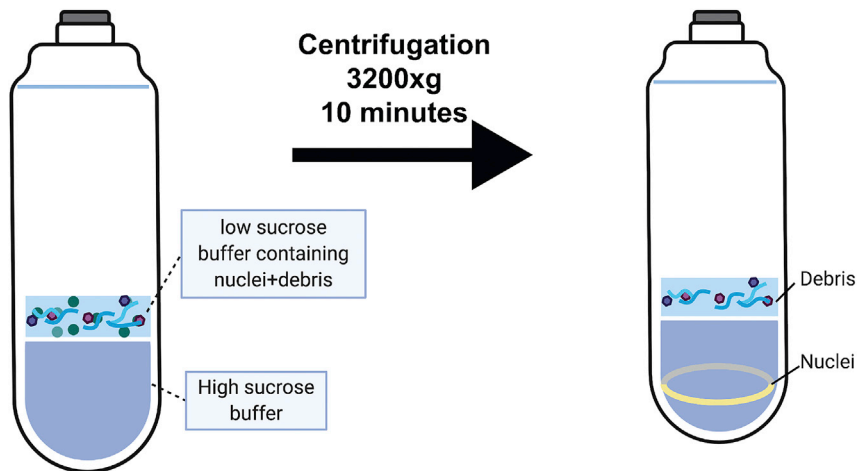 Centrifugation
3200xg
10 minutes
low sucrose
buffer containing
nuclei+debris
High sucrose
buffer
Debris
Nuclei